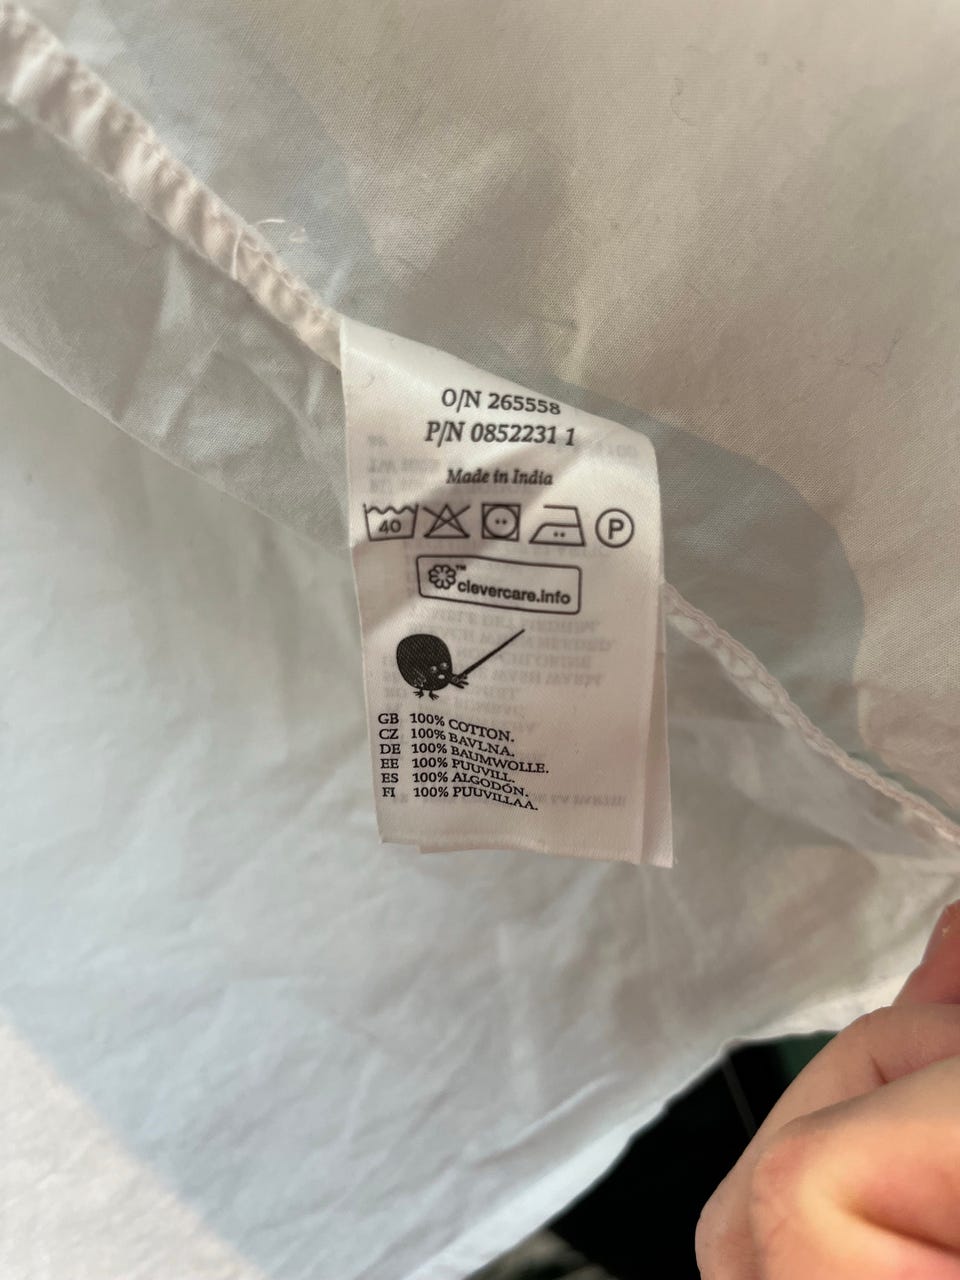 O/N 265558
P/N 0852231 1
Made in India
40 P
™
clevercare.info
GB 100% COTTON.
CZ 100% BAVLNA.
DE 100% BAUMWOLLE.
EE 100% PUUVILL.
ES 100% ALGODÓN.
FI 100% PUUVILLAA.